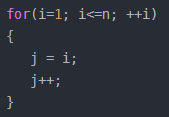 for(i=1; i<=n; ++i)
{
   j = i;
   j++;
}